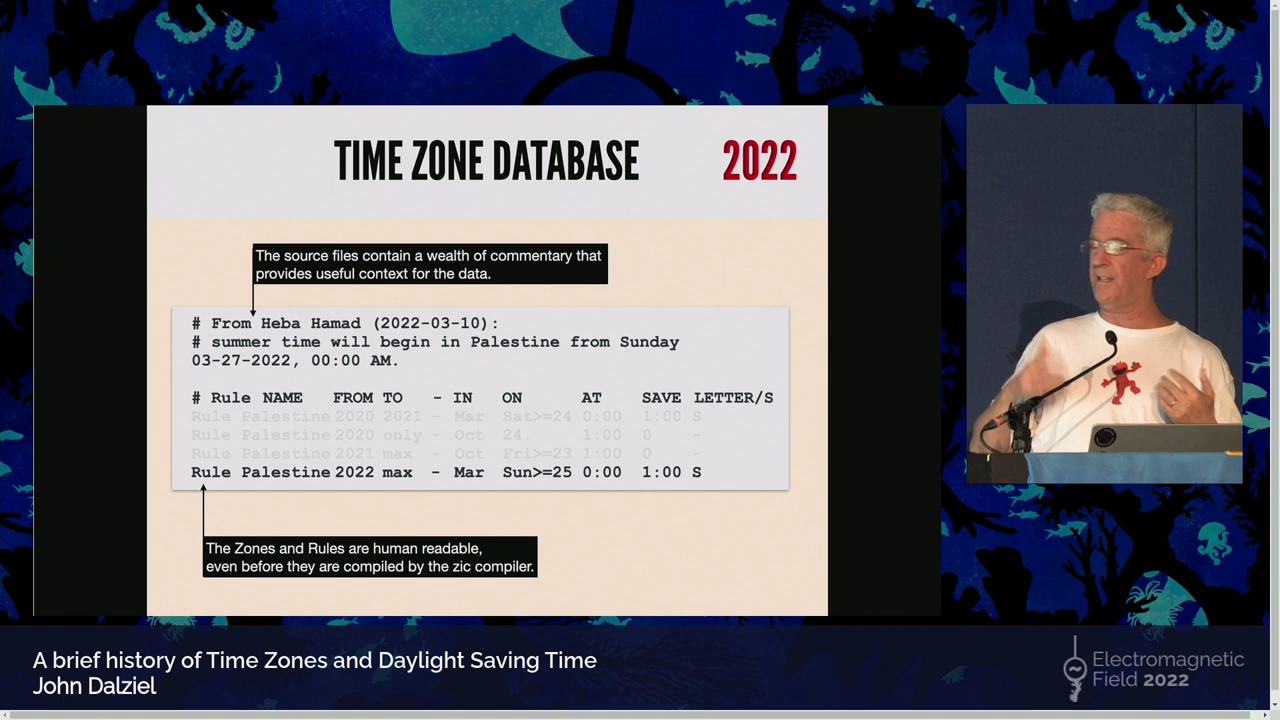 TIME ZONE DATABASE 2022
The source files contain a wealth of commentary that
provides useful context for the data.
# From Heba Hamad (2022-03-10):
# summer time will begin in Palestine from Sunday
03-27-2022, 00:00 AM.
# Rule NAME FROM TO - IN ON AT SAVE LETTER/S
Rule Palestine 2020 2021 - Mar Sat>=24 0:00 1:00 S
Rule Palestine 2020 only - Oct 24. 1:00 0 -
Rule Palestine 2021 max - Oct Fri>=23 1:00 0 -
Rule Palestine 2022 max - Mar Sun>=25 0:00 1:00 S
The Zones and Rules are human readable,
even before they are compiled by the zic compiler.
A brief history of Time Zones and Daylight Saving Time
John Dalziel
Electromagnetic
Field 2022